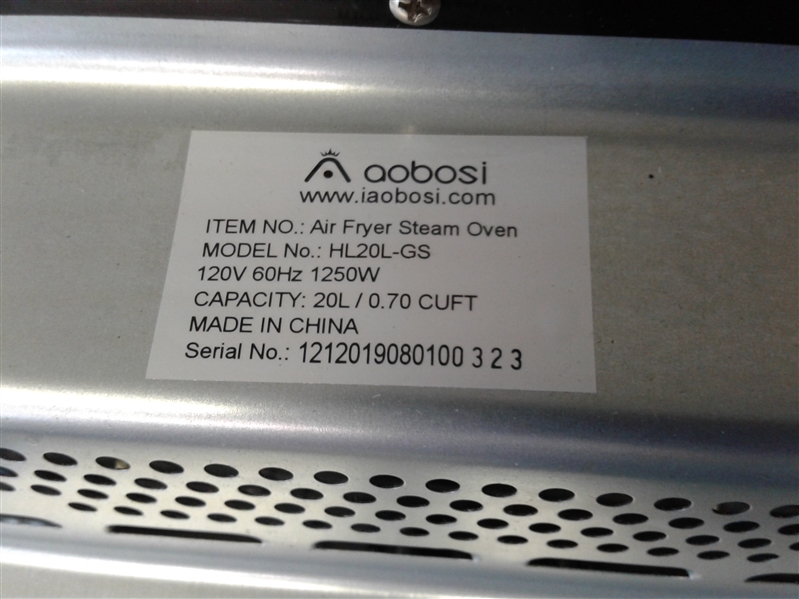 aobosi
www.iaobosi.com
ITEM NO.: Air Fryer Steam Oven
MODEL No.: HL20L-GS
120V 60Hz 1250W
CAPACITY: 20L / 0.70 CUFT
MADE IN CHINA
Serial No.: 1212019080100 3 2 3